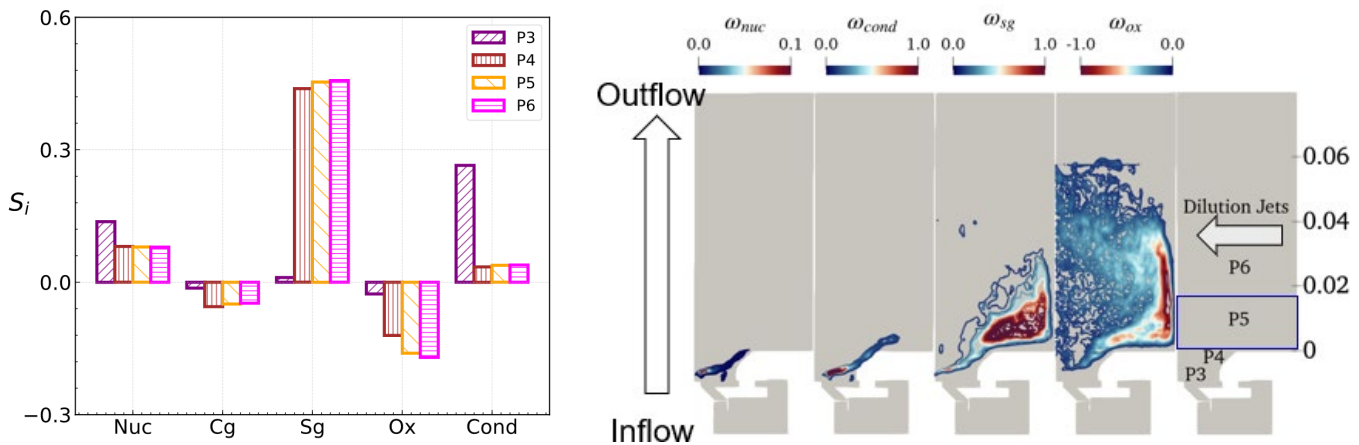 0.6
0.3
0.0
−0.3
S_i
P3
P4
P5
P6
Nuc Cg Sg Ox Cond
ω_nuc ω_cond ω_sg ω_ox
0.0 0.1 0.0 1.0 0.0 1.0 -1.0 0.0
Outflow
0.06
Dilution Jets
0.04
P6
0.02
P5
0
P4
P3
Inflow